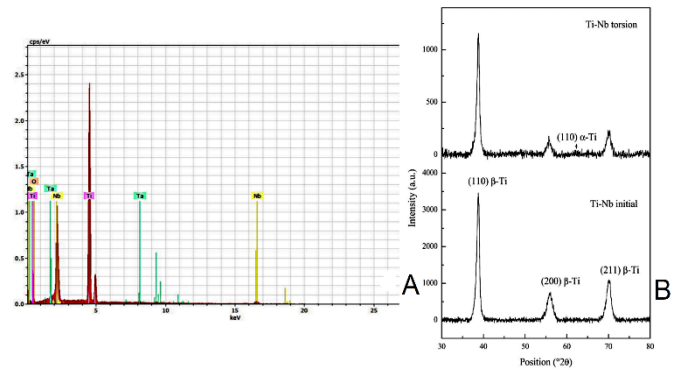 cps/eV
2.5
2.0
1.5
1.0
0.5
0.0
Ta
O
Ta
Nb
Ti
Nb
Ti
Ta
Nb
0
5
10
15
20
25
keV
A
Ti-Nb torsion
1000
500
0
(110) α-Ti
Intensity (a.u.)
4000
3000
2000
1000
0
(110) β-Ti
Ti-Nb initial
(200) β-Ti
(211) β-Ti
30 40 50 60 70 80
Position (°2θ)
B